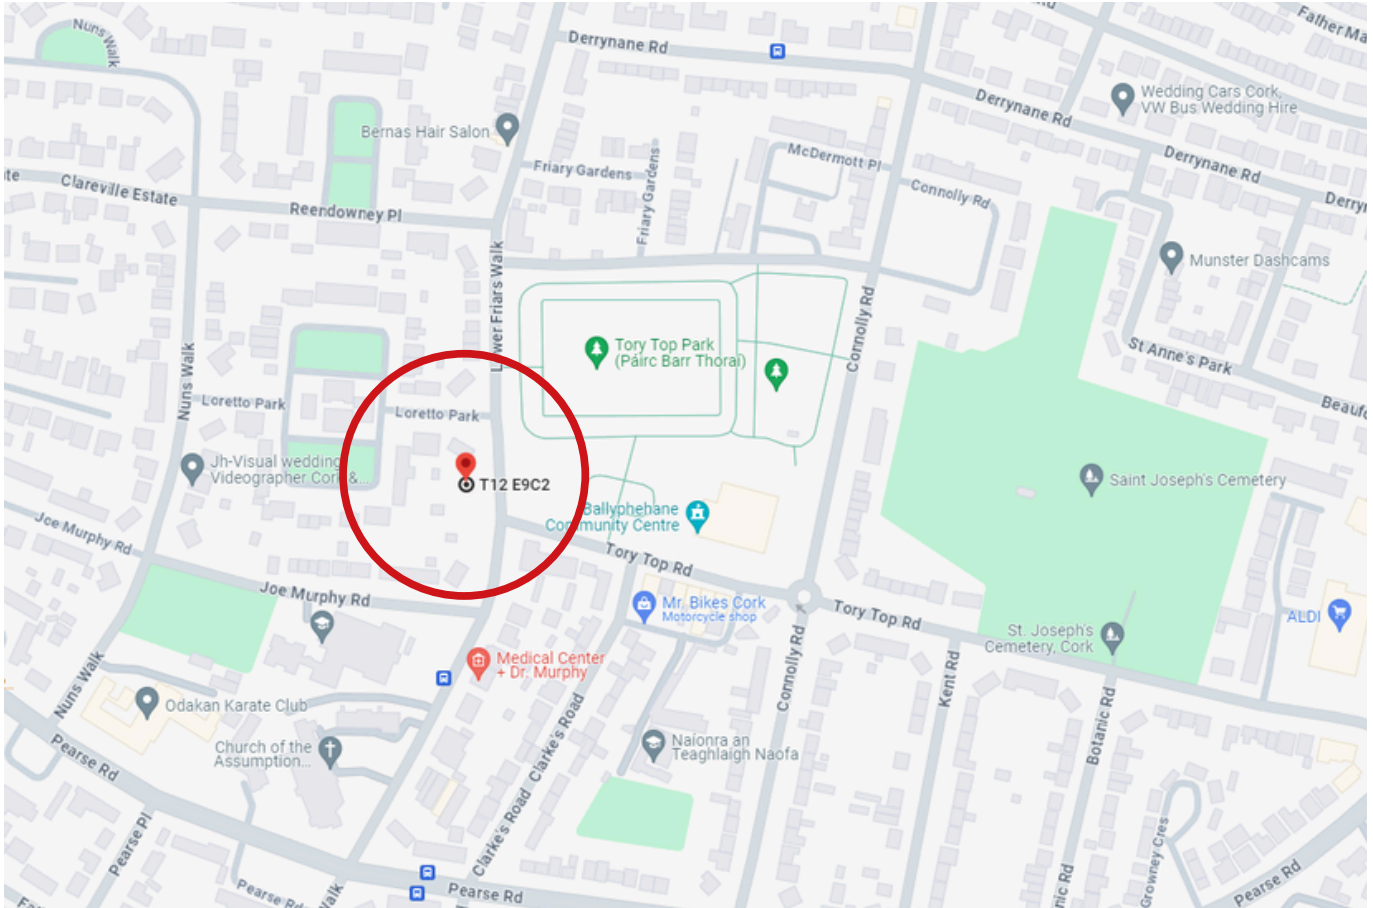 Nuns Walk
Derrynane Rd
Father Ma
Wedding Cars Cork,
VW Bus Wedding Hire
Derrynane Rd
Bernas Hair Salon
McDermott Pl
Derrynane Rd
Friary Gardens
Friary Gardens
Clareville Estate
Connolly Rd
Derry
Reendowney Pl
Munster Dashcams
Lower Friars Walk
Connolly Rd
Tory Top Park
(Páirc Barr Thoraí)
St Anne's Park
Nuns Walk
Loretto Park
Loretto Park
Beauf
Jh-Visual wedding
Videographer Cork &...
T12 E9C2
Saint Joseph's Cemetery
Ballyphehane
Community Centre
Joe Murphy Rd
Tory Top Rd
Joe Murphy Rd
Mr. Bikes Cork
Motorcycle shop
Tory Top Rd
ALDI
St. Joseph's
Cemetery, Cork
Medical Center
+ Dr. Murphy
Nuns Walk
Connolly Rd
Kent Rd
Odakan Karate Club
Botanic Rd
Clarke's Road
Church of the
Assumption...
Naíonra an
Teaghlaigh Naofa
Pearse Rd
Clarke's Road
Pearse Pl
Growney Cres
Pearse Rd
Pearse Rd
Pearse Rd
nic Rd
Walk